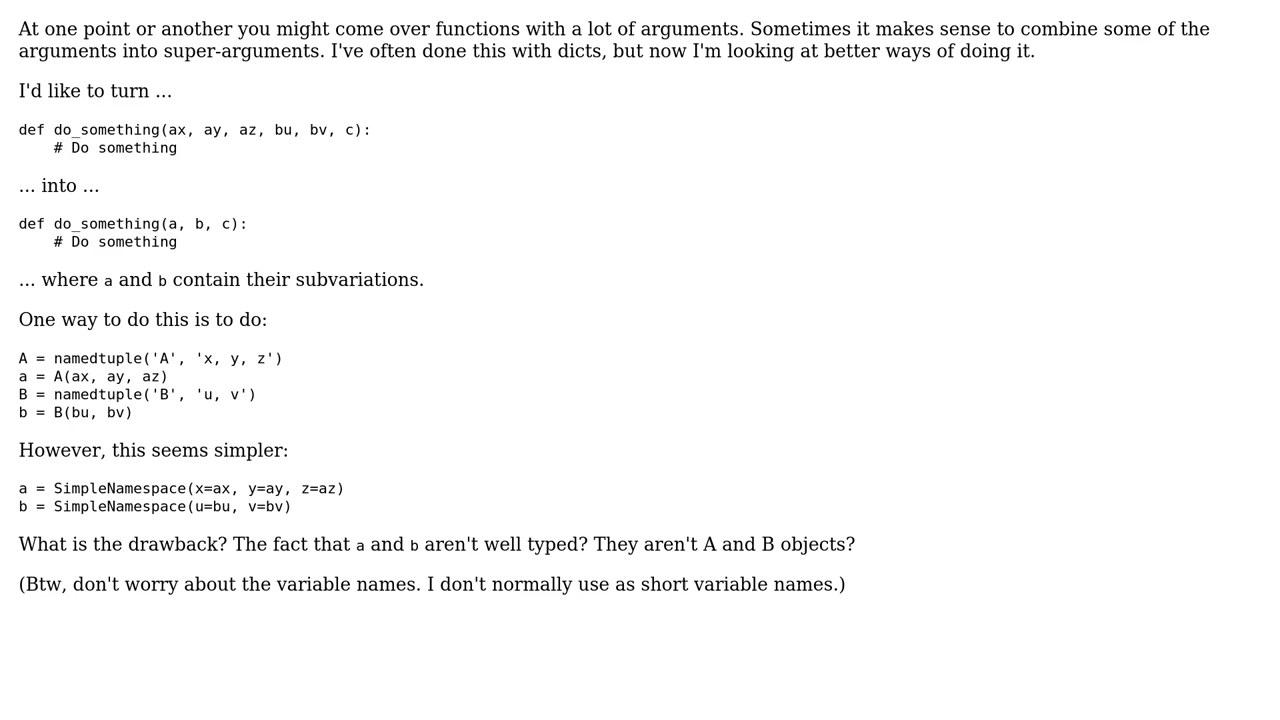 At one point or another you might come over functions with a lot of arguments. Sometimes it makes sense to combine some of the
arguments into super-arguments. I've often done this with dicts, but now I'm looking at better ways of doing it.
I'd like to turn ...
def do_something(ax, ay, az, bu, bv, c):
    # Do something
... into ...
def do_something(a, b, c):
    # Do something
... where a and b contain their subvariations.
One way to do this is to do:
A = namedtuple('A', 'x, y, z')
a = A(ax, ay, az)
B = namedtuple('B', 'u, v')
b = B(bu, bv)
However, this seems simpler:
a = SimpleNamespace(x=ax, y=ay, z=az)
b = SimpleNamespace(u=bu, v=bv)
What is the drawback? The fact that a and b aren't well typed? They aren't A and B objects?
(Btw, don't worry about the variable names. I don't normally use as short variable names.)